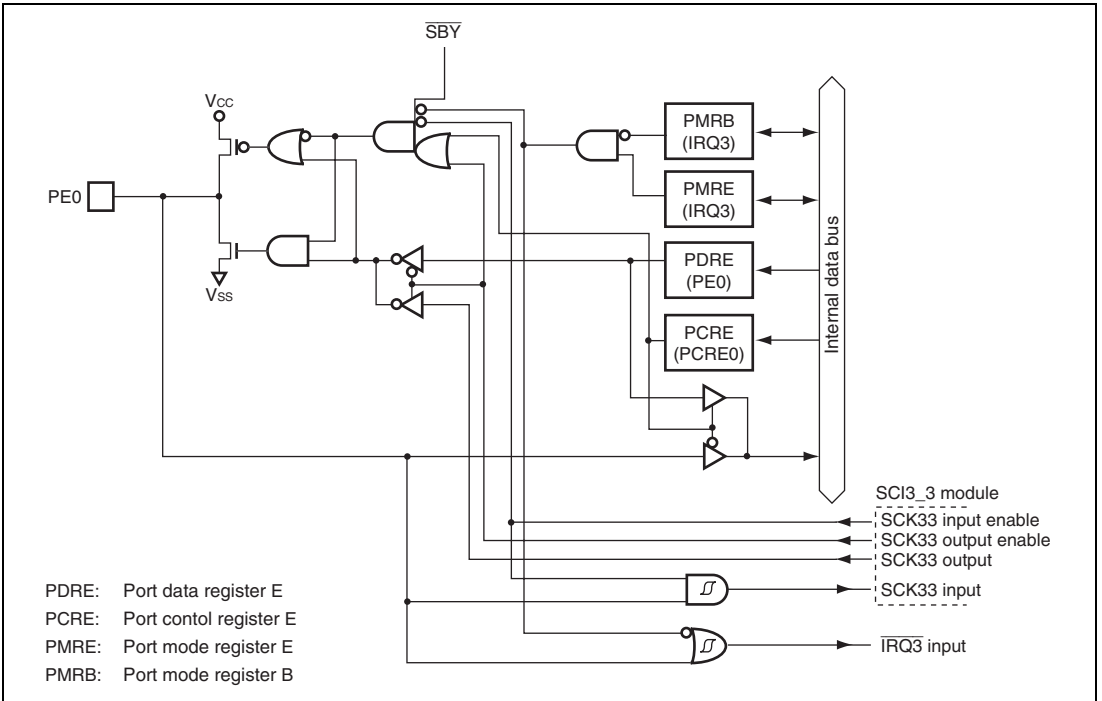 SBY
VCC
PE0
VSS
PMRB
(IRQ3)
PMRE
(IRQ3)
PDRE
(PE0)
PCRE
(PCRE0)
Internal data bus
SCI3_3 module
SCK33 input enable
SCK33 output enable
SCK33 output
SCK33 input
IRQ3 input
PDRE: Port data register E
PCRE: Port contol register E
PMRE: Port mode register E
PMRB: Port mode register B